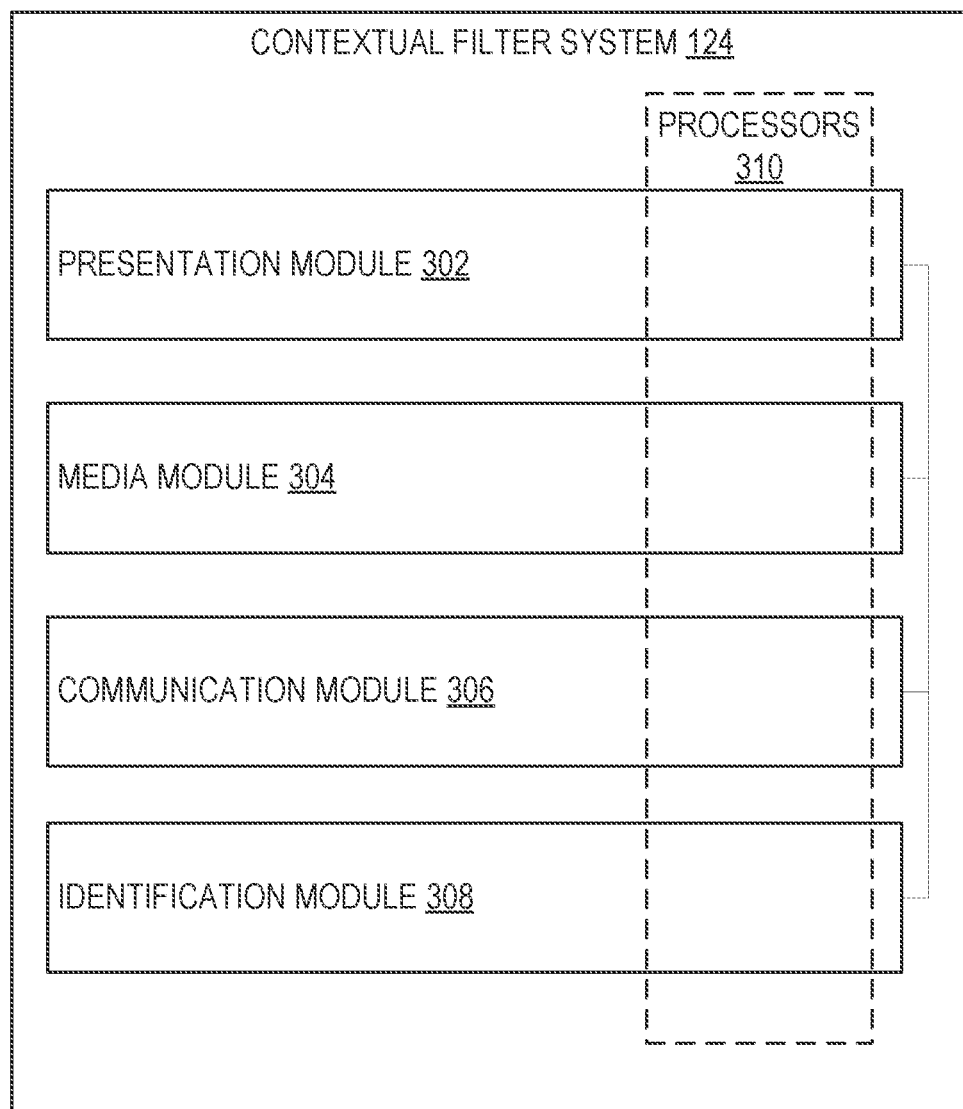 CONTEXTUAL FILTER SYSTEM 124
PROCESSORS
310
PRESENTATION MODULE 302
MEDIA MODULE 304
COMMUNICATION MODULE 306
IDENTIFICATION MODULE 308